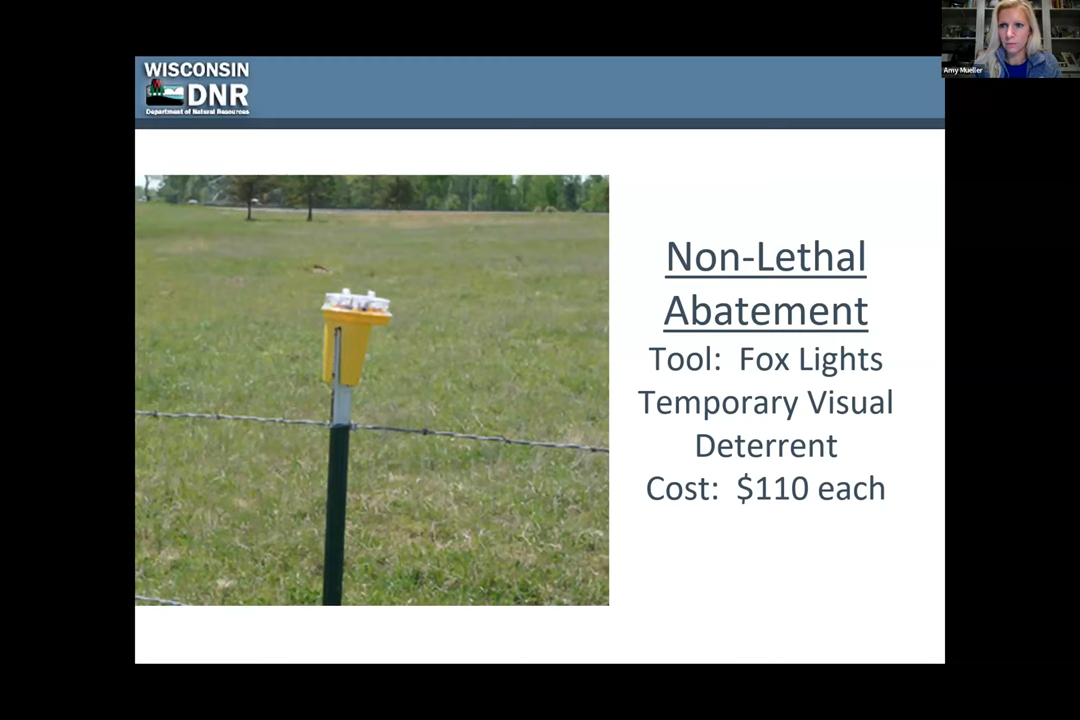 WISCONSIN
DNR
Department of Natural Resources
Amy Mueller
Non-Lethal
Abatement
Tool: Fox Lights
Temporary Visual
Deterrent
Cost: $110 each